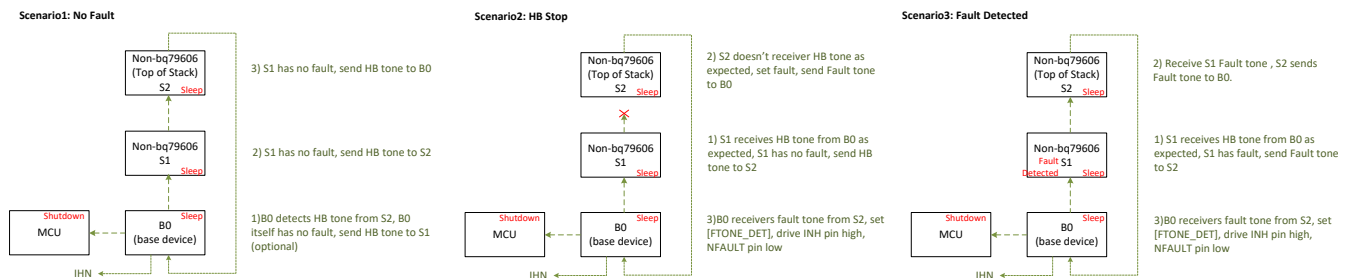 Scenario1: No Fault
Non-bq79606
(Top of Stack)
S2
Sleep
3) S1 has no fault, send HB tone to B0
Non-bq79606
S1
Sleep
2) S1 has no fault, send HB tone to S2
Shutdown
MCU
Sleep
B0
(base device)
1)B0 detects HB tone from S2, B0
itself has no fault, send HB tone to S1
(optional)
IHN
Scenario2: HB Stop
Non-bq79606
(Top of Stack)
S2
Sleep
2) S2 doesn't receiver HB tone as
expected, set fault, send Fault tone
to B0
Non-bq79606
S1
Sleep
1) S1 receives HB tone from B0 as
expected, S1 has no fault, send HB
tone to S2
Shutdown
MCU
Sleep
B0
(base device)
3)B0 receivers fault tone from S2, set
[FTONE_DET], drive INH pin high,
NFAULT pin low
IHN
Scenario3: Fault Detected
Non-bq79606
(Top of Stack)
S2
Sleep
2) Receive S1 Fault tone , S2 sends
Fault tone to B0.
Non-bq79606
Fault
Detected
S1
Sleep
1) S1 receives HB tone from B0 as
expected, S1 has fault, send Fault tone
to S2
Shutdown
MCU
Sleep
B0
(base device)
3)B0 receivers fault tone from S2, set
[FTONE_DET], drive INH pin high,
NFAULT pin low
IHN